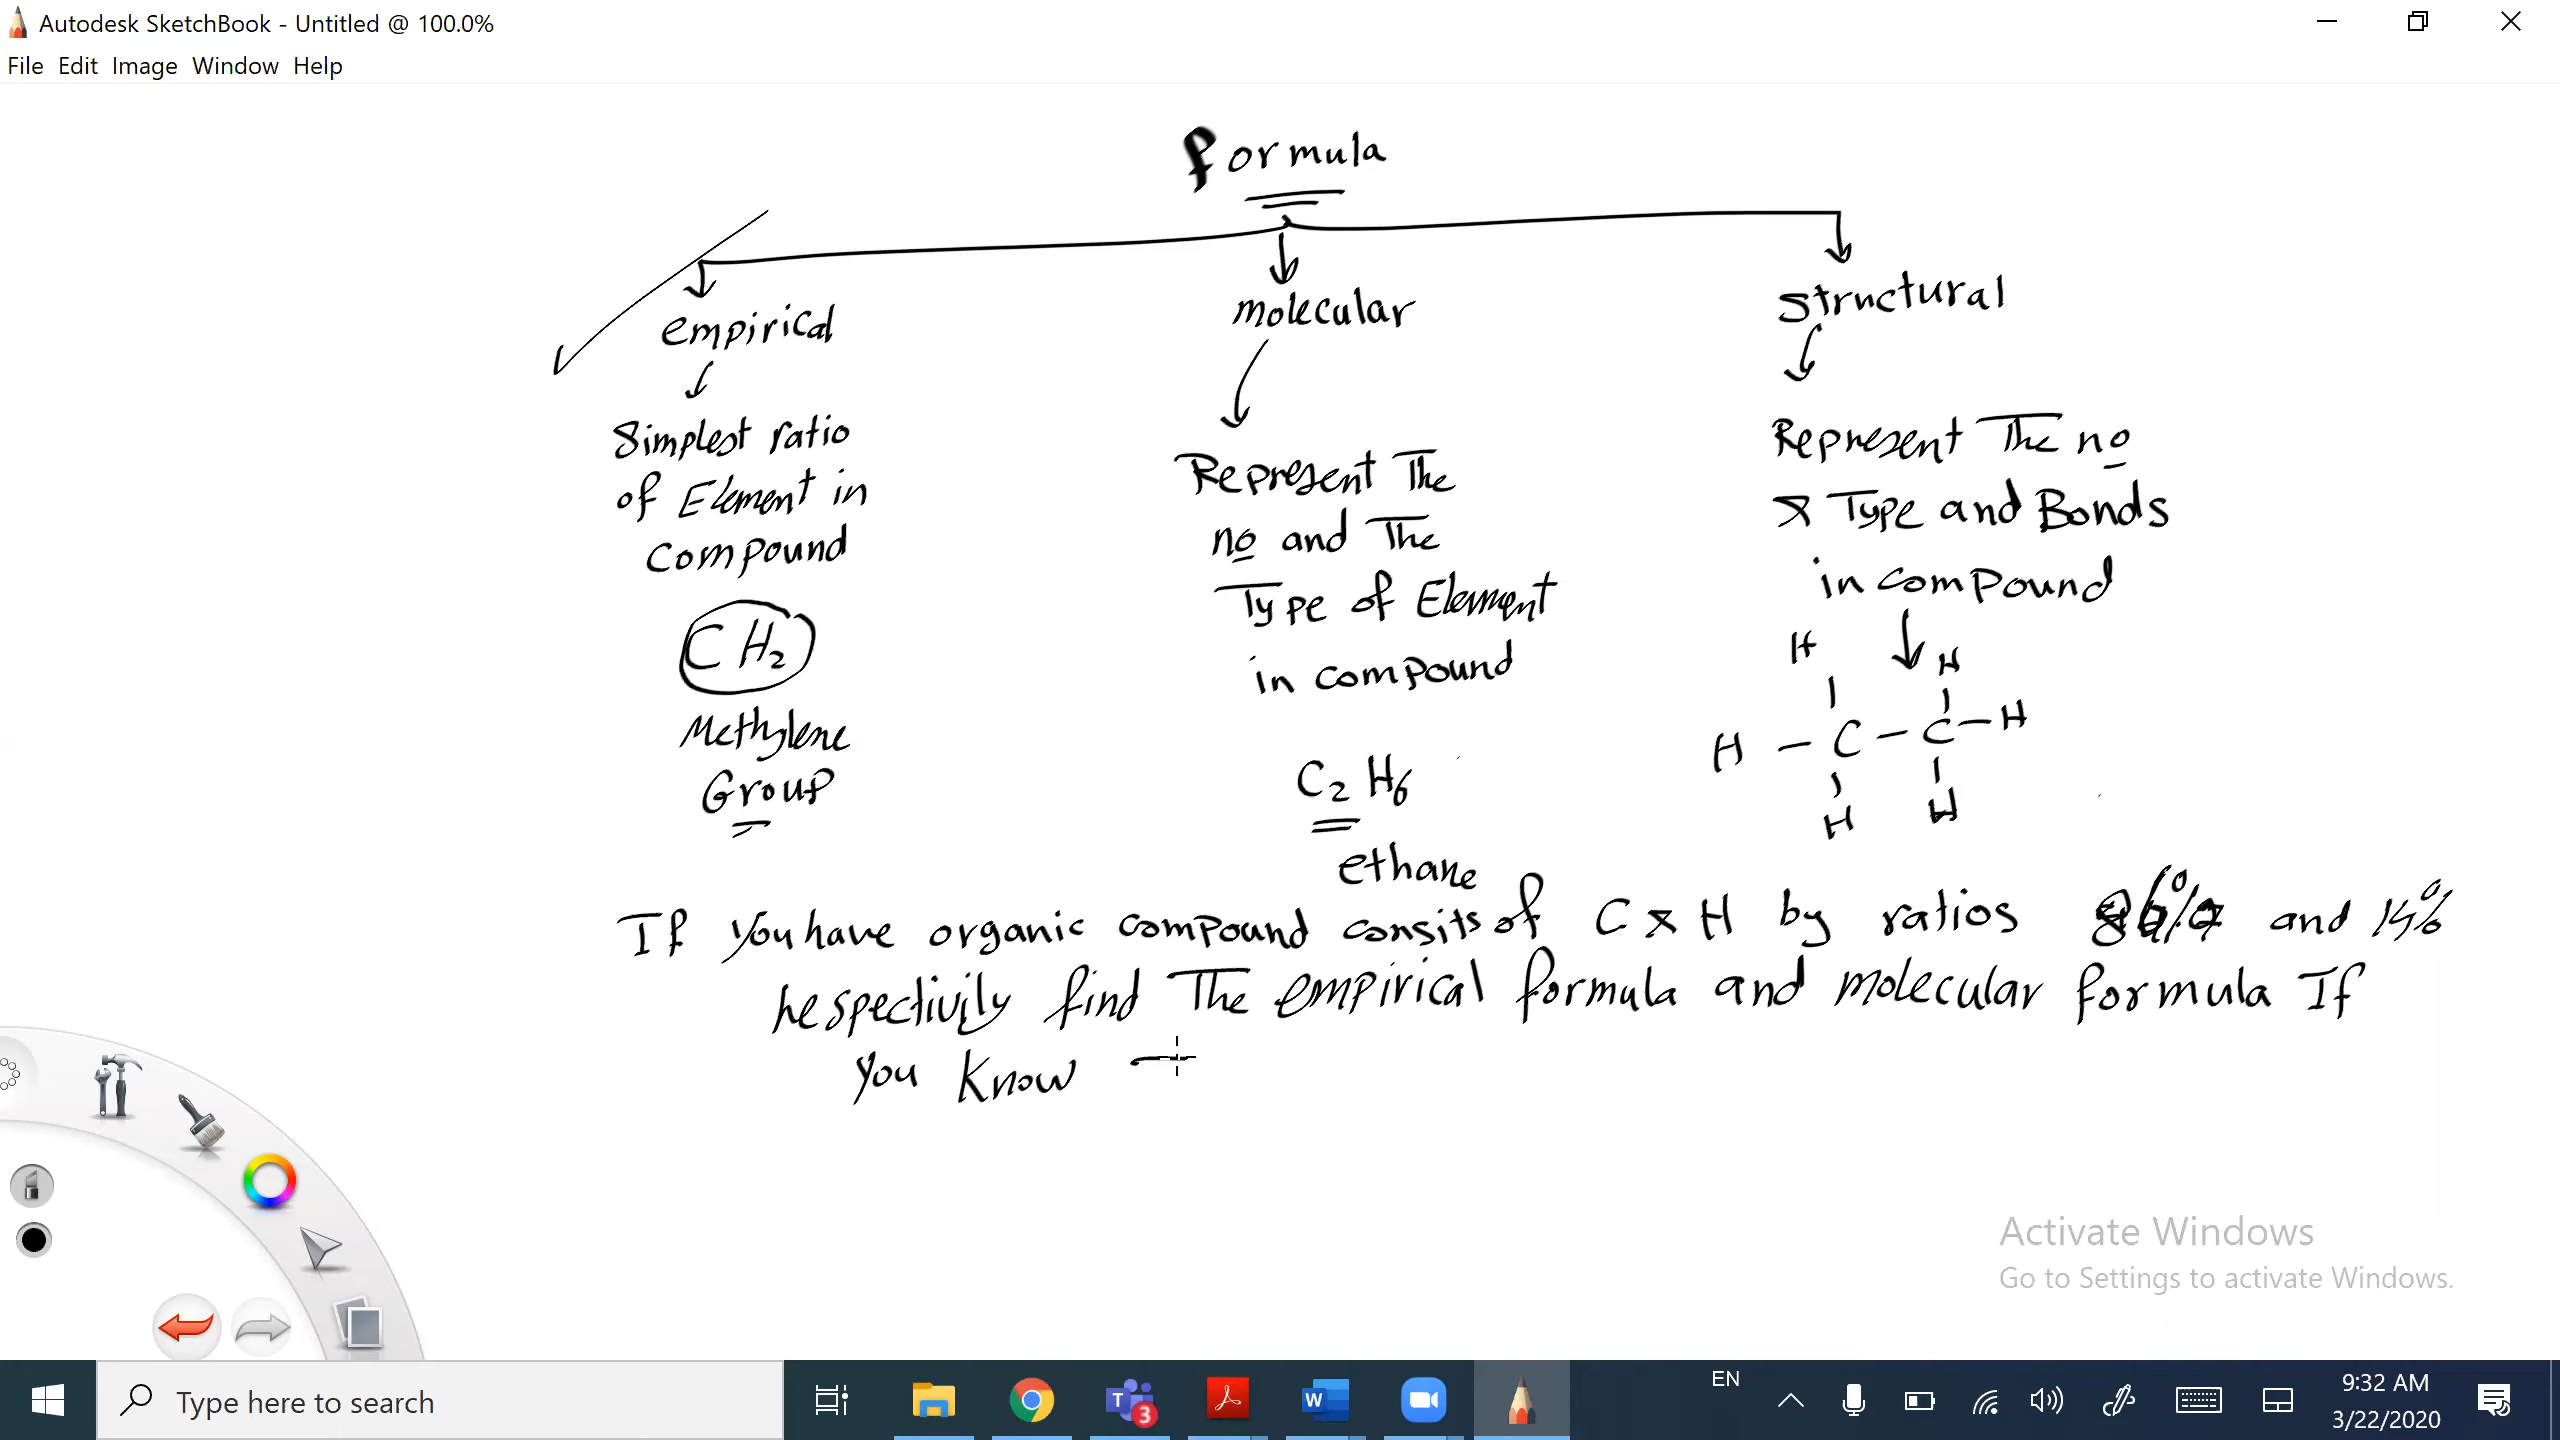 Autodesk SketchBook - Untitled @ 100.0%
File Edit Image Window Help
formula
empirical
Simplest ratio
of Element in
compound
CH₂
Methylene
Group
molecular
Represent The
no and The
Type of Element
in compound
C₂H₆
ethane
Structural
Represent The no
& Type and Bonds
in compound
H H
H - C - C - H
H H
If you have organic compound consits of C & H by ratios 86% and 14%
respectivily find The empirical formula and molecular formula If
you Know
Activate Windows
Go to Settings to activate Windows.
Type here to search
3
EN
9:32 AM
3/22/2020